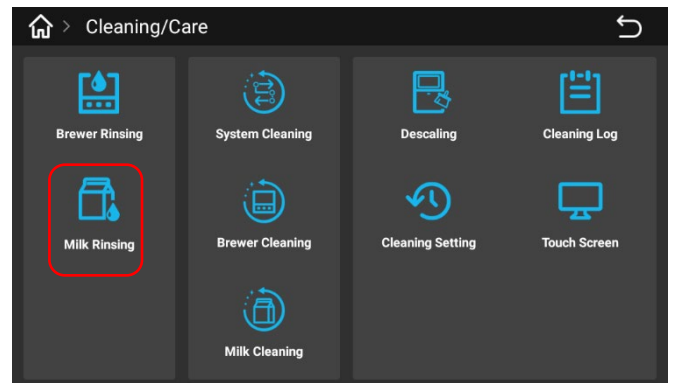 > Cleaning/Care
Brewer Rinsing
System Cleaning
Descaling
Cleaning Log
Milk Rinsing
Brewer Cleaning
Cleaning Setting
Touch Screen
Milk Cleaning